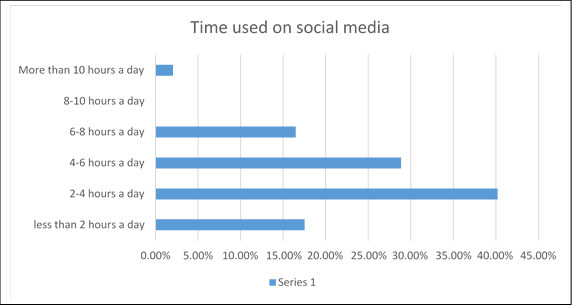 Time used on social media
More than 10 hours a day
8-10 hours a day
6-8 hours a day
4-6 hours a day
2-4 hours a day
less than 2 hours a day
0.00% 5.00% 10.00% 15.00% 20.00% 25.00% 30.00% 35.00% 40.00% 45.00%
Series 1